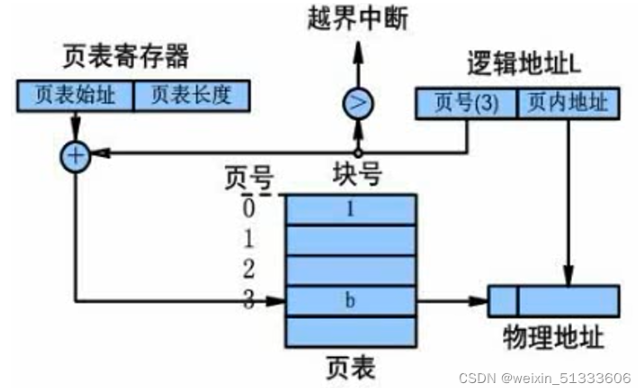 越界中断
页表寄存器
逻辑地址L
页表始址 页表长度
>
页号(3) 页内地址
+
页号 块号
0 1
1
2
3 b
物理地址
页表
CSDN @weixin_51333606